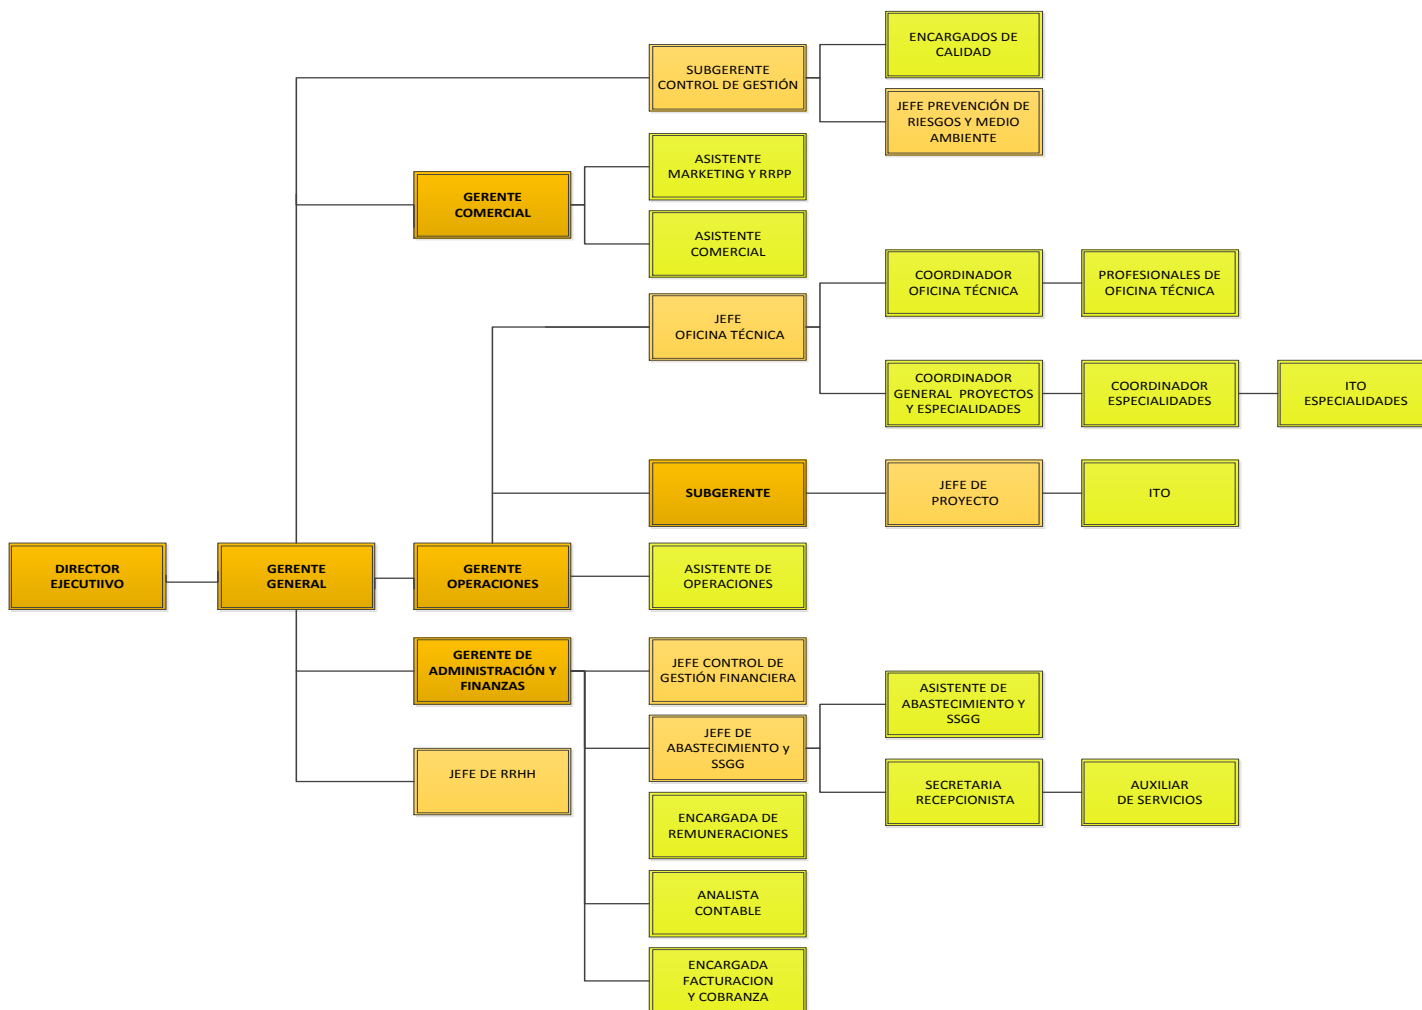 ENCARGADOS DE
CALIDAD
SUBGERENTE
CONTROL DE GESTIÓN
JEFE PREVENCIÓN DE
RIESGOS Y MEDIO
AMBIENTE
ASISTENTE
MARKETING Y RRPP
GERENTE
COMERCIAL
ASISTENTE
COMERCIAL
COORDINADOR
OFICINA TÉCNICA
PROFESIONALES DE
OFICINA TÉCNICA
JEFE
OFICINA TÉCNICA
COORDINADOR
GENERAL PROYECTOS
Y ESPECIALIDADES
COORDINADOR
ESPECIALIDADES
ITO
ESPECIALIDADES
SUBGERENTE
JEFE DE
PROYECTO
ITO
DIRECTOR
EJECUTIIVO
GERENTE
GENERAL
GERENTE
OPERACIONES
ASISTENTE DE
OPERACIONES
GERENTE DE
ADMINISTRACIÓN Y
FINANZAS
JEFE CONTROL DE
GESTIÓN FINANCIERA
ASISTENTE DE
ABASTECIMIENTO Y
SSGG
JEFE DE
ABASTECIMIENTO y
SSGG
JEFE DE RRHH
SECRETARIA
RECEPCIONISTA
AUXILIAR
DE SERVICIOS
ENCARGADA DE
REMUNERACIONES
ANALISTA
CONTABLE
ENCARGADA
FACTURACION
Y COBRANZA